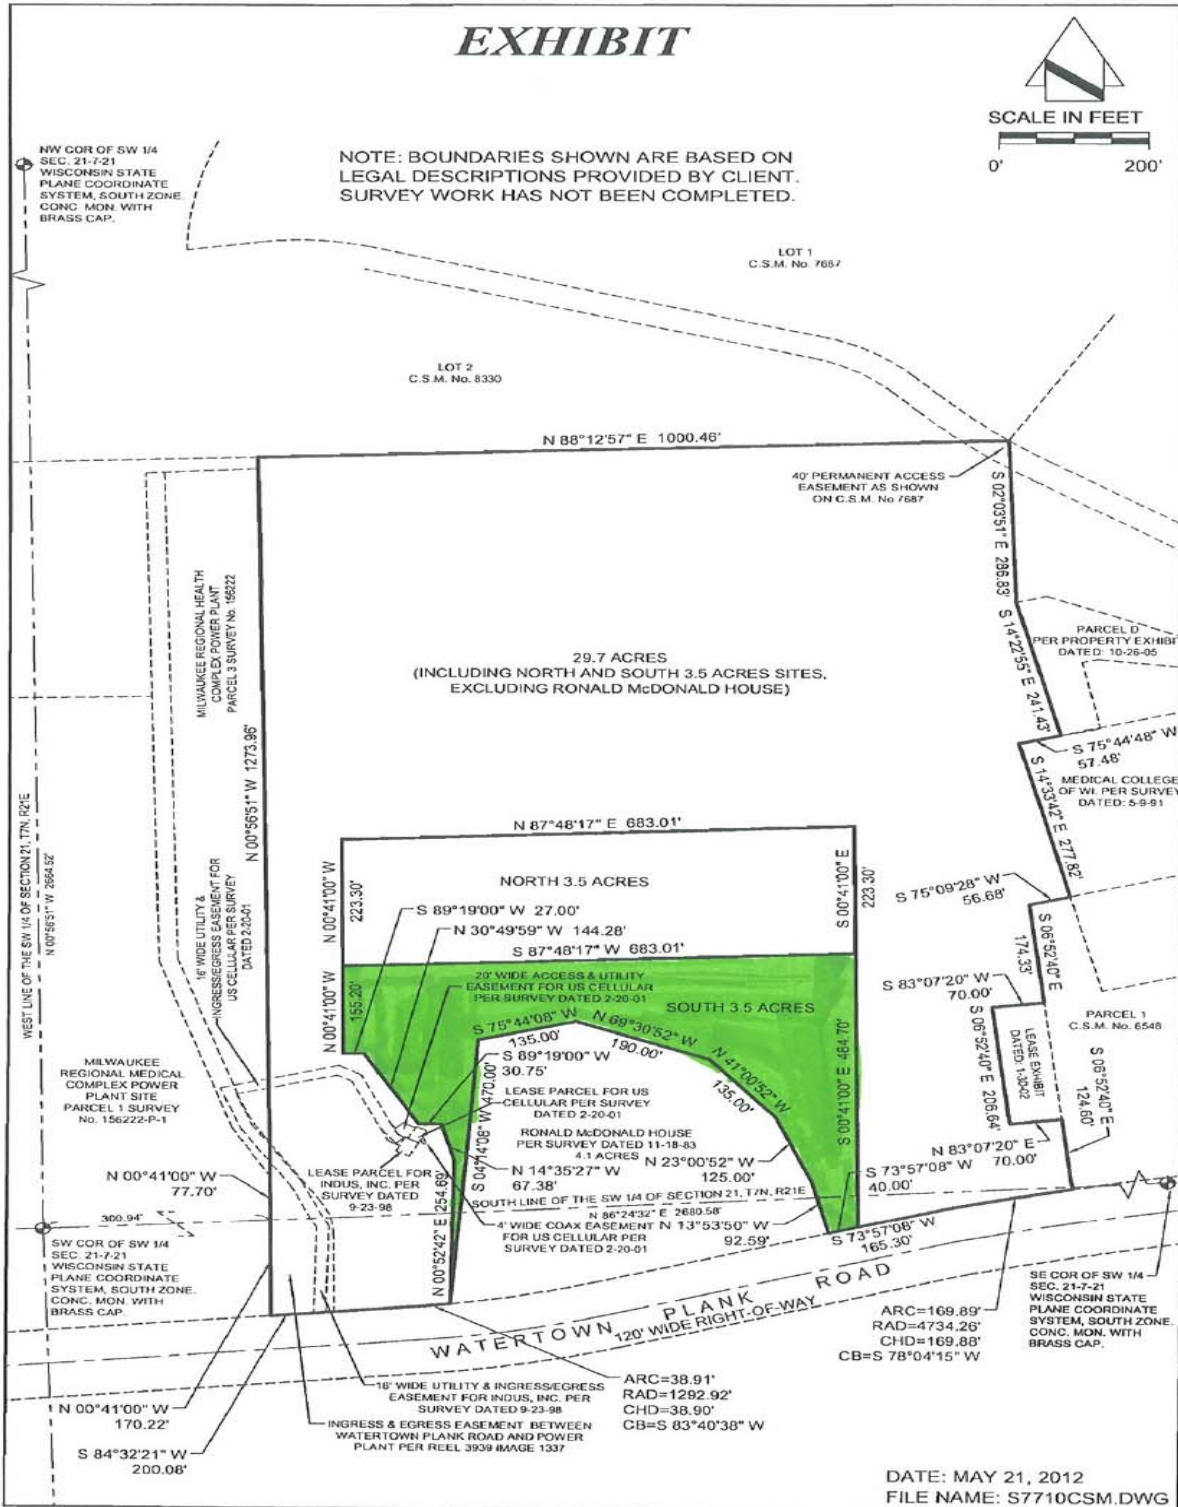 EXHIBIT
SCALE IN FEET
0' 200'
NW COR OF SW 1/4
SEC. 21-7-21
WISCONSIN STATE
PLANE COORDINATE
SYSTEM, SOUTH ZONE.
CONC. MON. WITH
BRASS CAP.
NOTE: BOUNDARIES SHOWN ARE BASED ON
LEGAL DESCRIPTIONS PROVIDED BY CLIENT.
SURVEY WORK HAS NOT BEEN COMPLETED.
LOT 1
C.S.M. No. 7687
LOT 2
C.S.M. No. 8330
N 88°12'57" E 1000.46'
40' PERMANENT ACCESS
EASEMENT AS SHOWN
ON C.S.M. No 7687
S 02°03'51" E 286.83'
MILWAUKEE REGIONAL HEALTH
COMPLEX POWER PLANT
PARCEL 3 SURVEY No. 156222
N 00°56'51" W 1273.96'
29.7 ACRES
(INCLUDING NORTH AND SOUTH 3.5 ACRES SITES,
EXCLUDING RONALD McDONALD HOUSE)
S 14°22'55" E 241.43'
PARCEL D
PER PROPERTY EXHIBI
DATED: 10-26-05
S 75°44'48" W
57.48'
S 14°33'42" E 277.82'
MEDICAL COLLEGE
OF WI. PER SURVEY
DATED: 5-9-91
WEST LINE OF THE SW 1/4 OF SECTION 21, T7N, R21E
N 00°56'51" W 2664.52'
16' WIDE UTILITY &
INGRESS/EGRESS EASEMENT FOR
US CELLULAR PER SURVEY
DATED 2-20-01
N 87°48'17" E 683.01'
N 00°41'00" W
223.30'
NORTH 3.5 ACRES
S 00°41'00" E
223.30'
S 75°09'28" W
56.68'
S 89°19'00" W 27.00'
N 30°49'59" W 144.28'
S 87°48'17" W 683.01'
S 06°52'40" E
174.33'
N 00°41'00" W
155.20'
20' WIDE ACCESS & UTILITY
EASEMENT FOR US CELLULAR
PER SURVEY DATED 2-20-01
SOUTH 3.5 ACRES
S 83°07'20" W
70.00'
S 75°44'08" W
135.00'
N 69°30'52" W
190.00'
N 41°00'52" W
135.00'
S 00°41'00" E 484.70'
S 06°52'40" E 206.64'
LEASE EXHIBIT
DATED: 1-30-02
PARCEL 1
C.S.M. No. 6548
S 06°52'40" E
124.60'
MILWAUKEE
REGIONAL MEDICAL
COMPLEX POWER
PLANT SITE
PARCEL 1 SURVEY
No. 156222-P-1
S 89°19'00" W
30.75'
LEASE PARCEL FOR US
CELLULAR PER SURVEY
DATED 2-20-01
S 04°14'08" W 470.00'
RONALD McDONALD HOUSE
PER SURVEY DATED 11-18-83
4.1 ACRES
N 23°00'52" W
125.00'
N 83°07'20" E
70.00'
N 00°41'00" W
77.70'
LEASE PARCEL FOR
INDUS, INC. PER
SURVEY DATED
9-23-98
N 14°35'27" W
67.38'
S 73°57'08" W
40.00'
SOUTH LINE OF THE SW 1/4 OF SECTION 21, T7N, R21E
N 86°24'32" E 2680.58'
300.94'
N 00°52'42" E 254.69'
4' WIDE COAX EASEMENT
FOR US CELLULAR PER
SURVEY DATED 2-20-01
N 13°53'50" W
92.59'
S 73°57'08" W
165.30'
SW COR OF SW 1/4
SEC. 21-7-21
WISCONSIN STATE
PLANE COORDINATE
SYSTEM, SOUTH ZONE.
CONC. MON. WITH
BRASS CAP.
SE COR OF SW 1/4
SEC. 21-7-21
WISCONSIN STATE
PLANE COORDINATE
SYSTEM, SOUTH ZONE.
CONC. MON. WITH
BRASS CAP.
WATERTOWN PLANK ROAD
120' WIDE RIGHT-OF-WAY
ARC=169.89'
RAD=4734.26'
CHD=169.88'
CB=S 78°04'15" W
N 00°41'00" W
170.22'
16' WIDE UTILITY & INGRESS/EGRESS
EASEMENT FOR INDUS, INC. PER
SURVEY DATED 9-23-98
ARC=38.91'
RAD=1292.92'
CHD=38.90'
CB=S 83°40'38" W
INGRESS & EGRESS EASEMENT BETWEEN
WATERTOWN PLANK ROAD AND POWER
PLANT PER REEL 3939 IMAGE 1337
S 84°32'21" W
200.08'
DATE: MAY 21, 2012
FILE NAME: S7710CSM.DWG